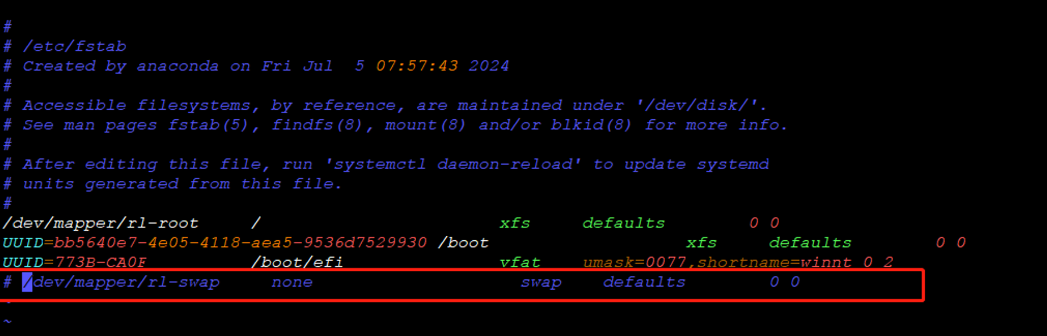 #
# /etc/fstab
# Created by anaconda on Fri Jul  5 07:57:43 2024
#
# Accessible filesystems, by reference, are maintained under '/dev/disk/'.
# See man pages fstab(5), findfs(8), mount(8) and/or blkid(8) for more info.
#
# After editing this file, run 'systemctl daemon-reload' to update systemd
# units generated from this file.
#
/dev/mapper/rl-root     /                       xfs     defaults        0 0
UUID=bb5640e7-4e05-4118-aea5-9536d7529930 /boot                   xfs     defaults        0 0
UUID=773B-CA0F          /boot/efi               vfat    umask=0077,shortname=winnt 0 2
# /dev/mapper/rl-swap     none                    swap    defaults        0 0
~
~